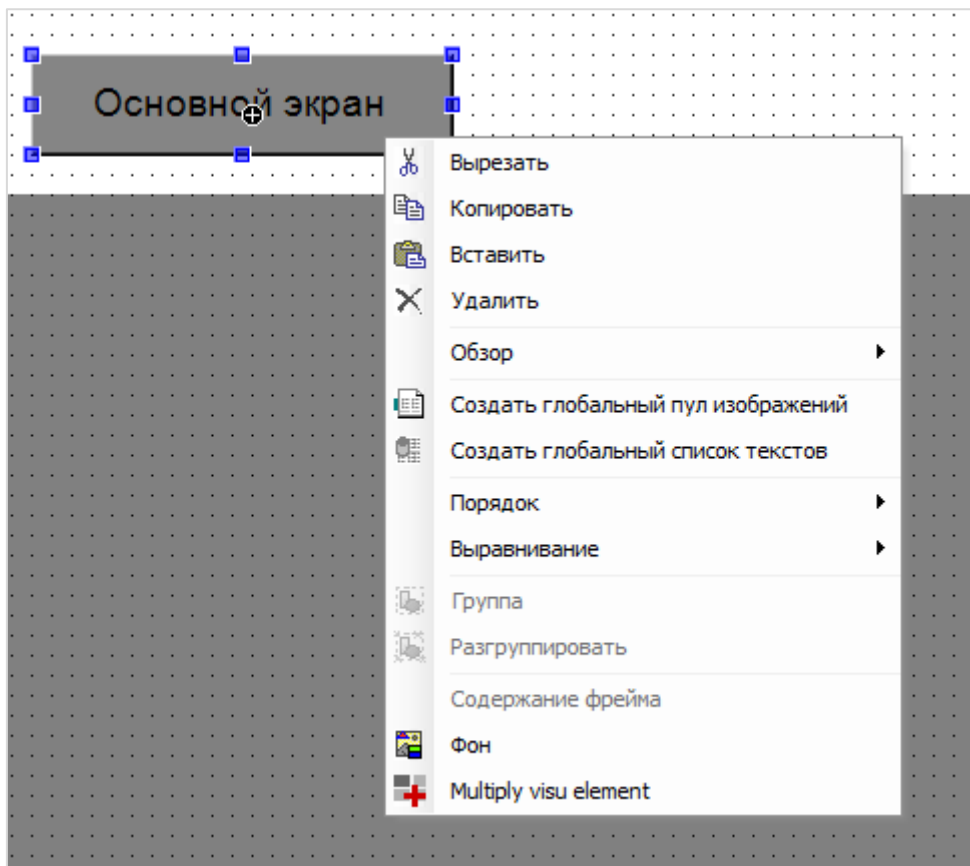 Основной экран
Вырезать
Копировать
Вставить
Удалить
Обзор
Создать глобальный пул изображений
Создать глобальный список текстов
Порядок
Выравнивание
Группа
Разгруппировать
Содержание фрейма
Фон
Multiply visu element